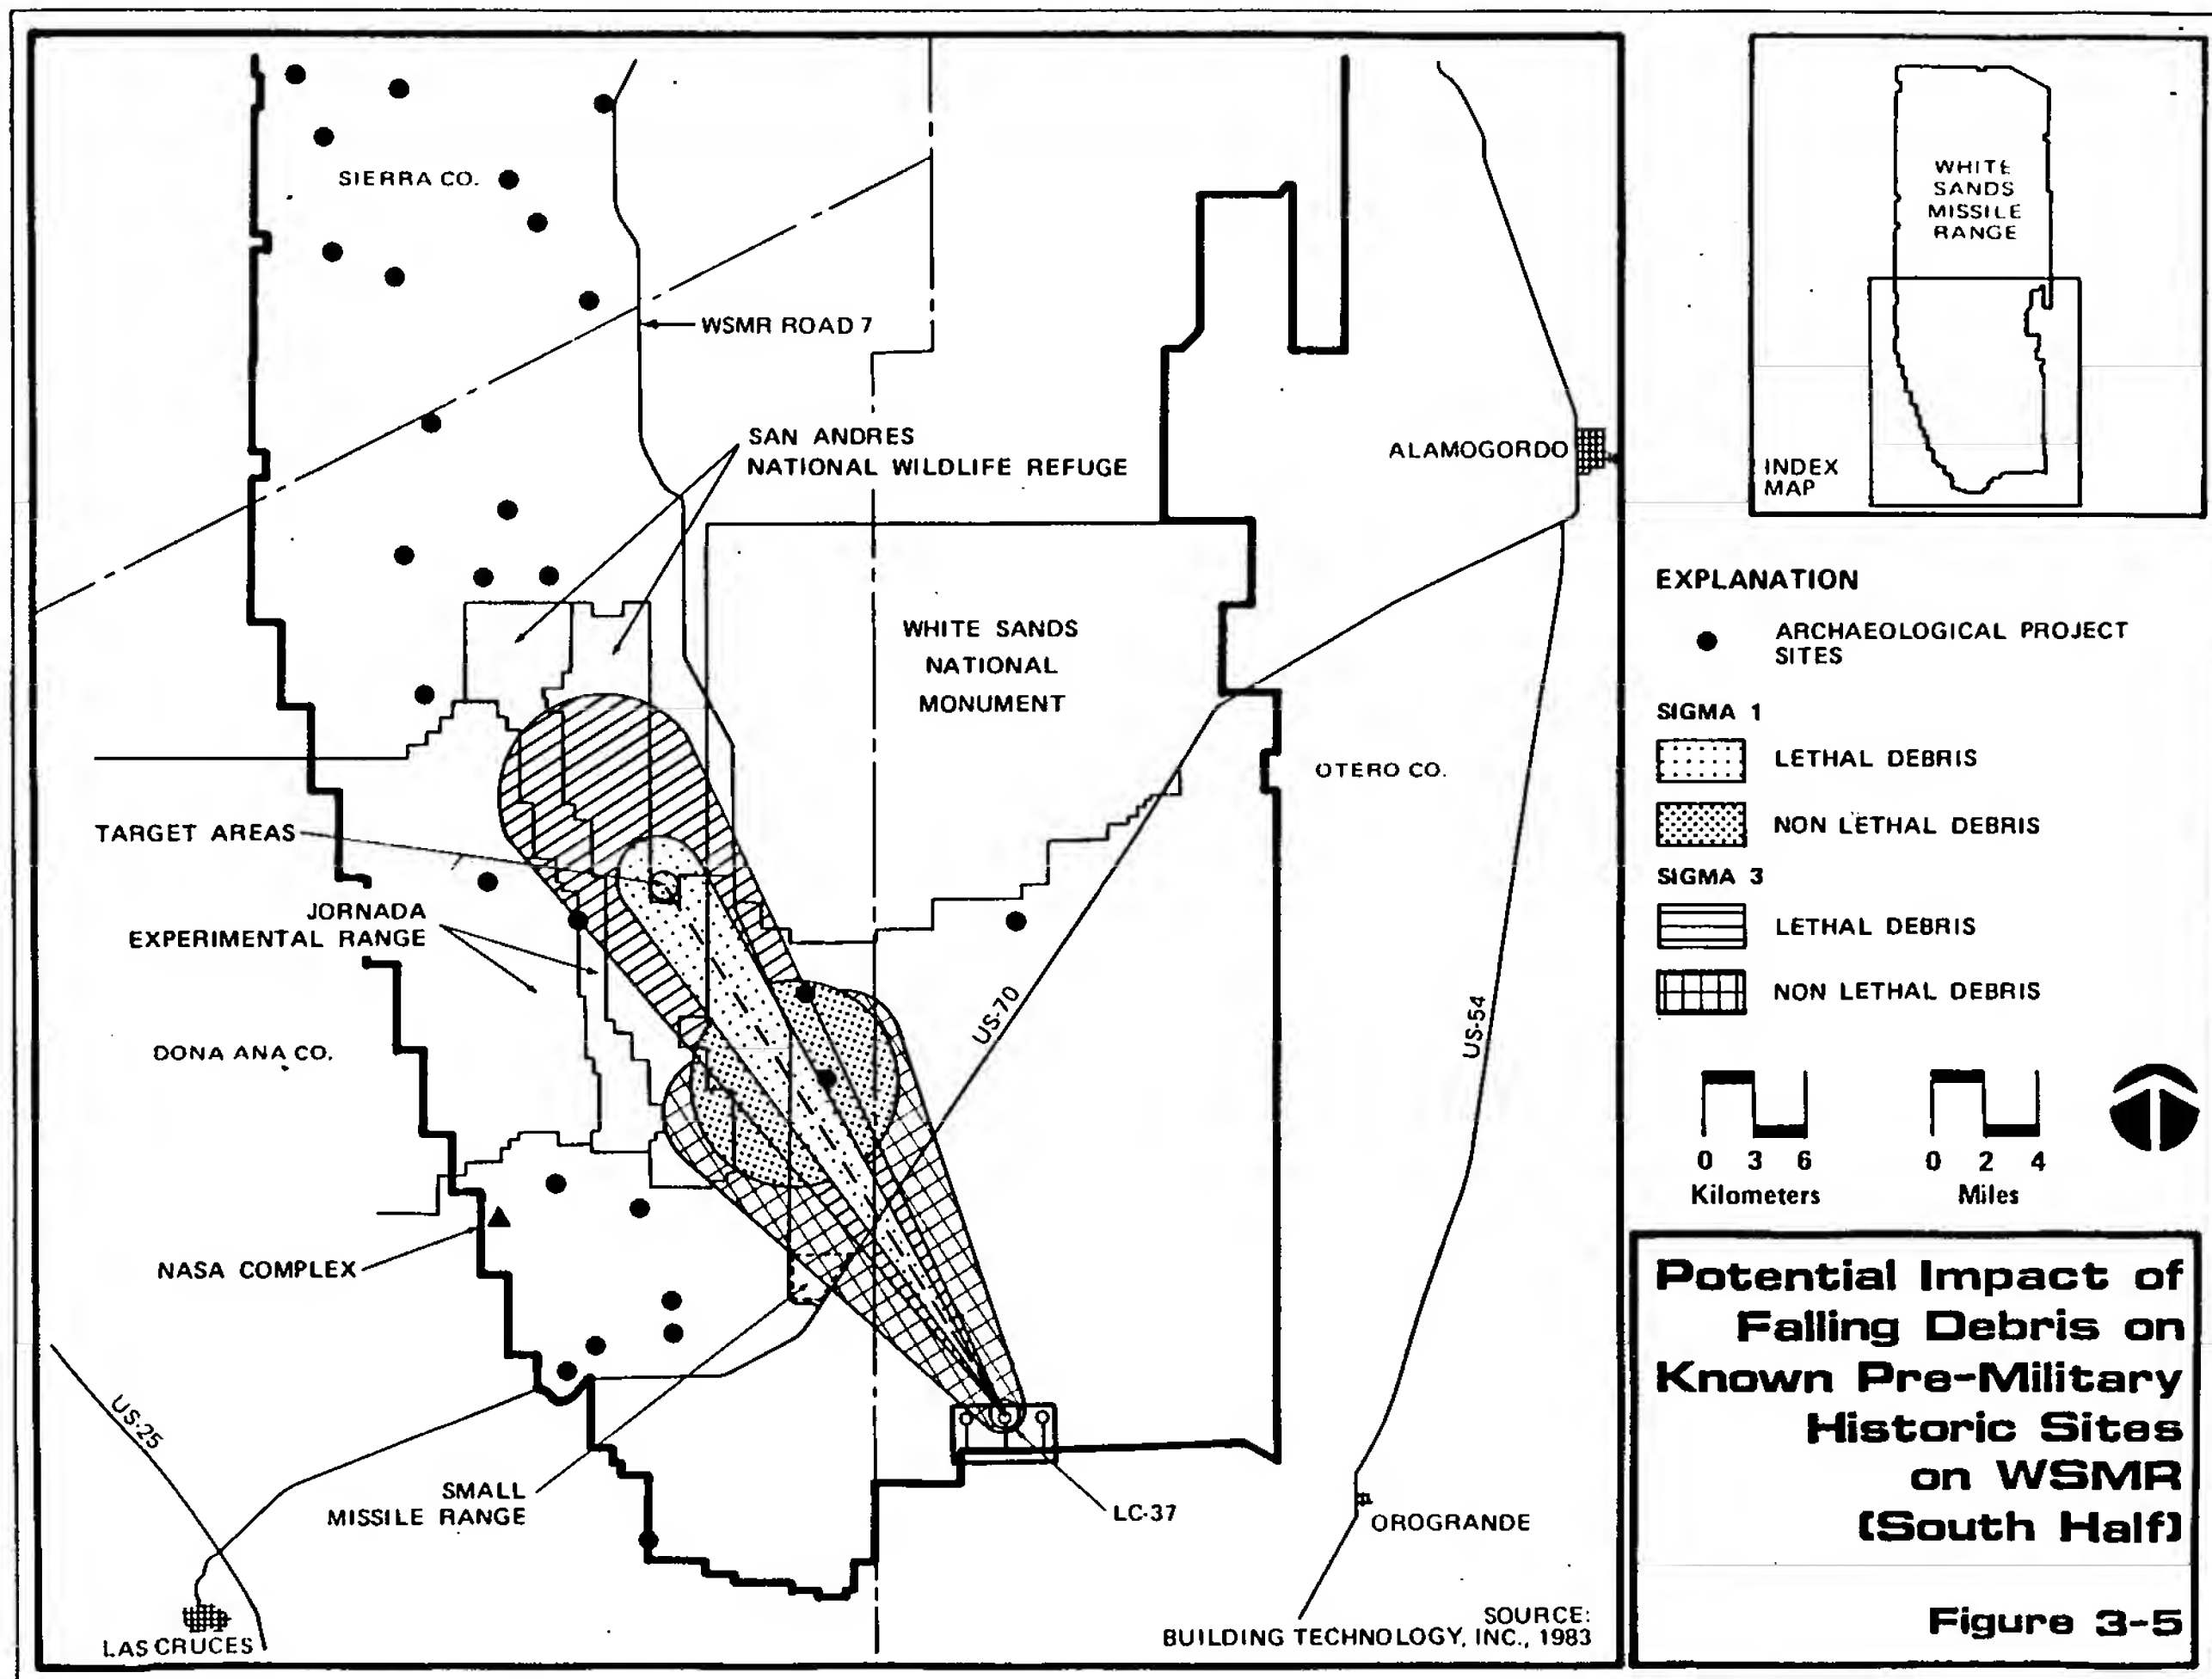 SIERRA CO.
WSMR ROAD 7
SAN ANDRES
NATIONAL WILDLIFE REFUGE
ALAMOGORDO
WHITE SANDS
NATIONAL
MONUMENT
OTERO CO.
TARGET AREAS
JORNADA
EXPERIMENTAL RANGE
DONA ANA CO.
US-70
US-54
NASA COMPLEX
US-25
SMALL
MISSILE RANGE
LC-37
OROGRANDE
LAS CRUCES
SOURCE:
BUILDING TECHNOLOGY, INC., 1983
WHITE
SANDS
MISSILE
RANGE
INDEX
MAP
EXPLANATION
ARCHAEOLOGICAL PROJECT
SITES
SIGMA 1
LETHAL DEBRIS
NON LETHAL DEBRIS
SIGMA 3
LETHAL DEBRIS
NON LETHAL DEBRIS
0 3 6
Kilometers
0 2 4
Miles
Potential Impact of
Falling Debris on
Known Pre-Military
Historic Sites
on WSMR
(South Half)
Figure 3-5